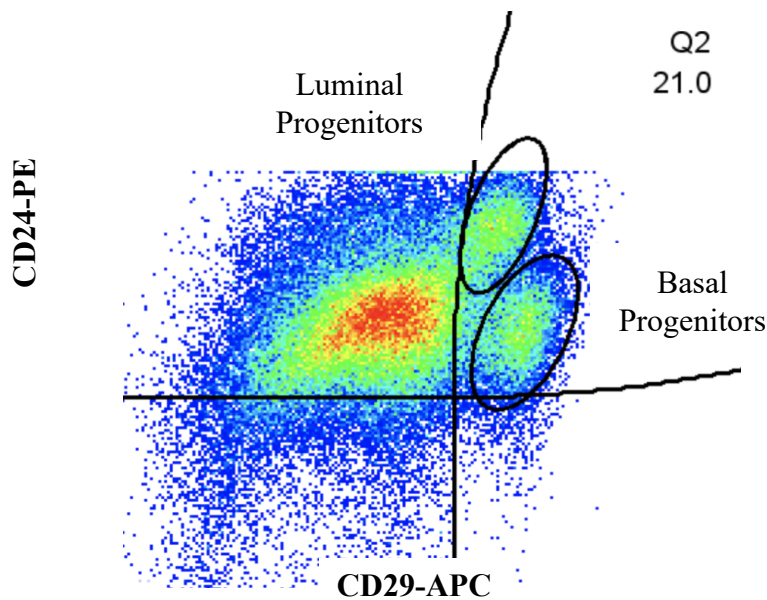 Q2
21.0
Luminal
Progenitors
CD24-PE
Basal
Progenitors
CD29-APC